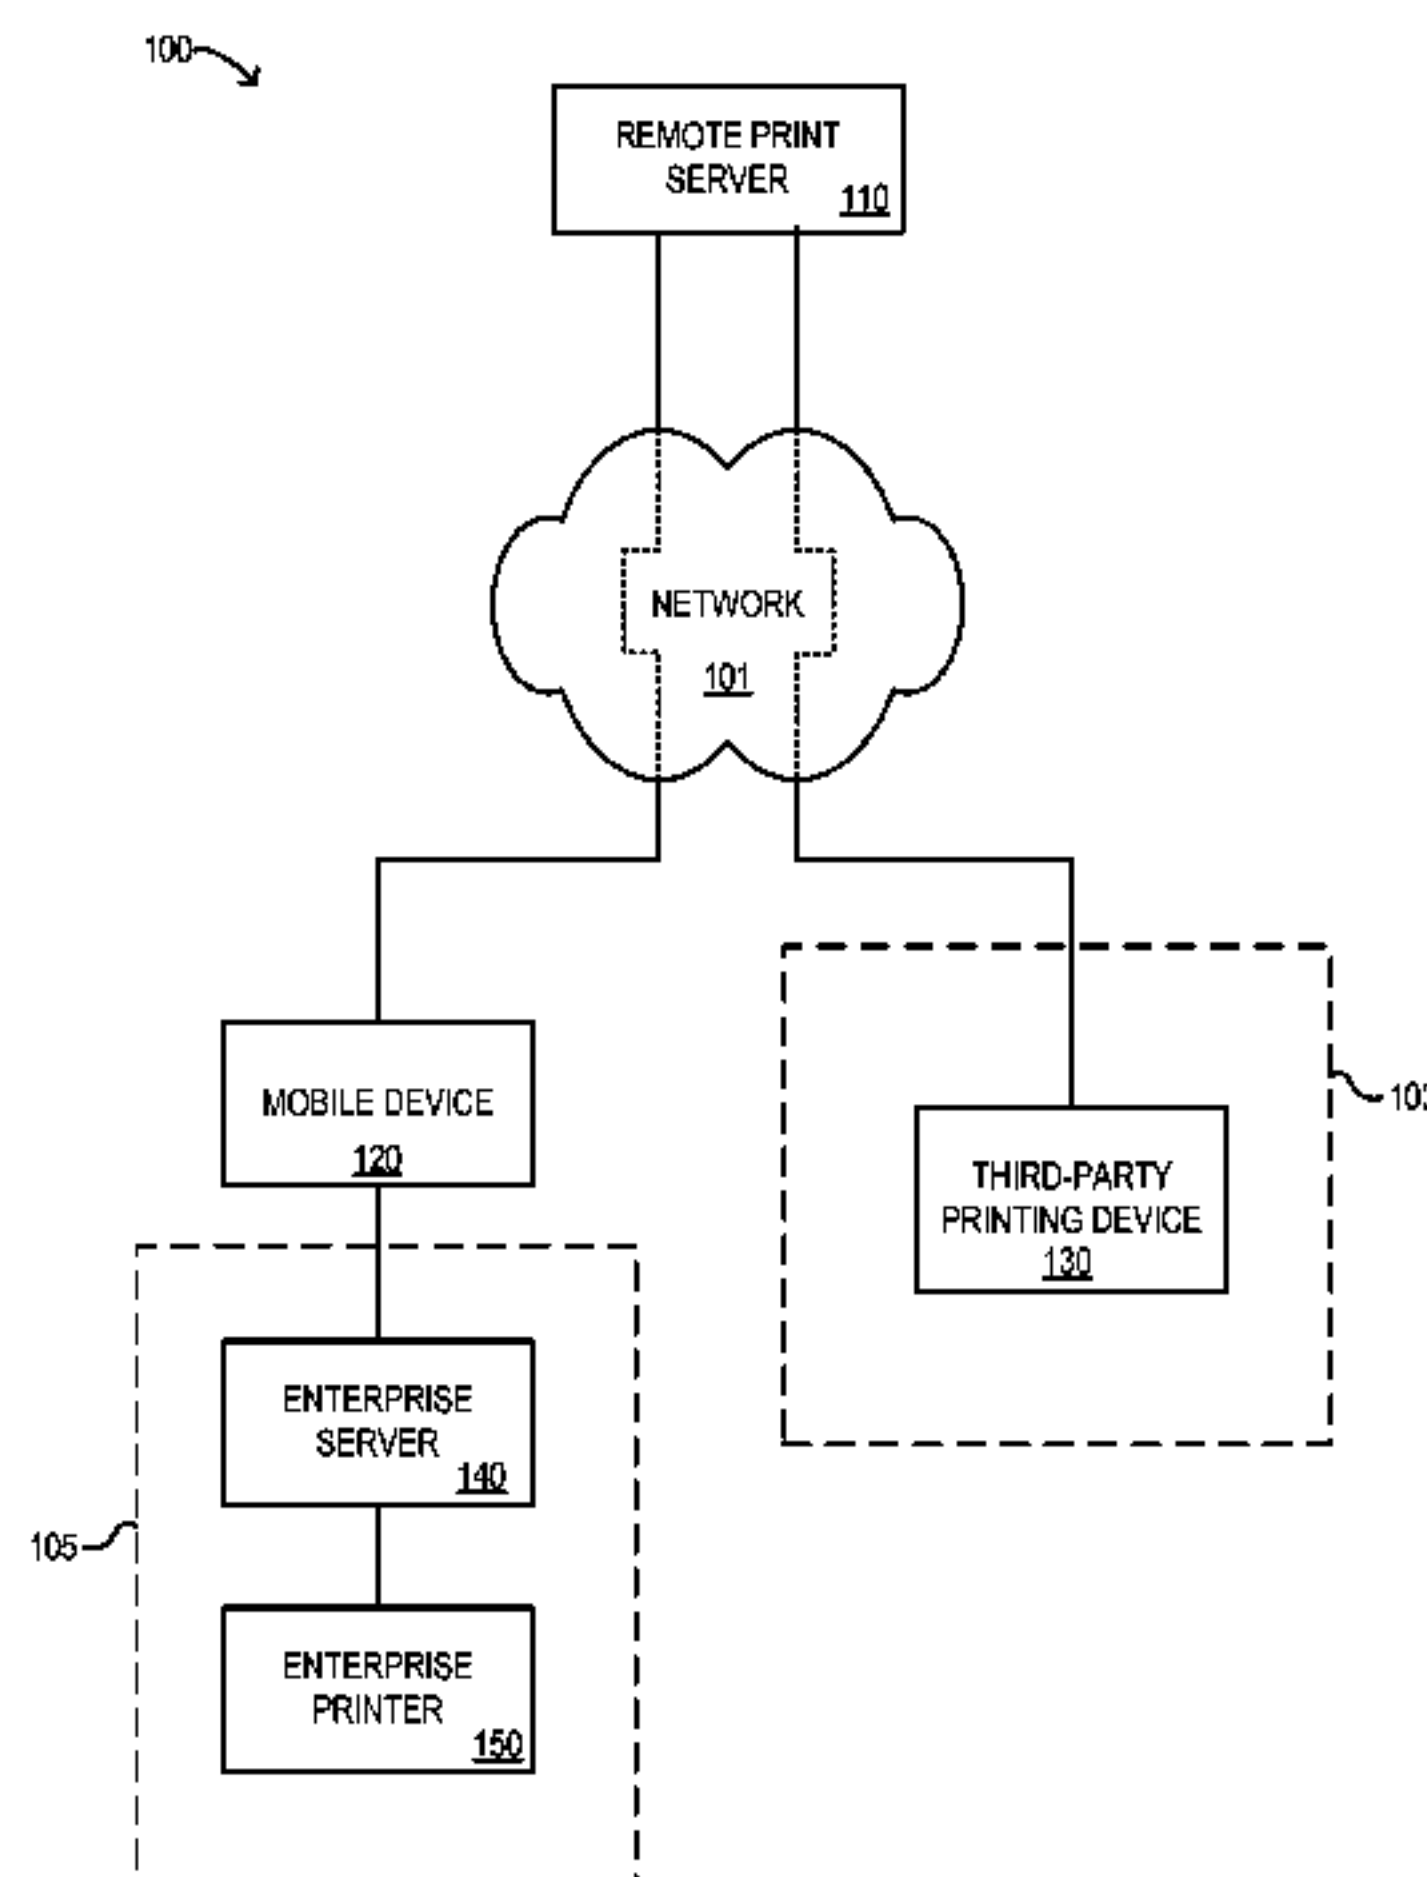 100
REMOTE PRINT
SERVER
110
NETWORK
101
MOBILE DEVICE
120
THIRD-PARTY
PRINTING DEVICE
130
ENTERPRISE
SERVER
140
105
ENTERPRISE
PRINTER
150